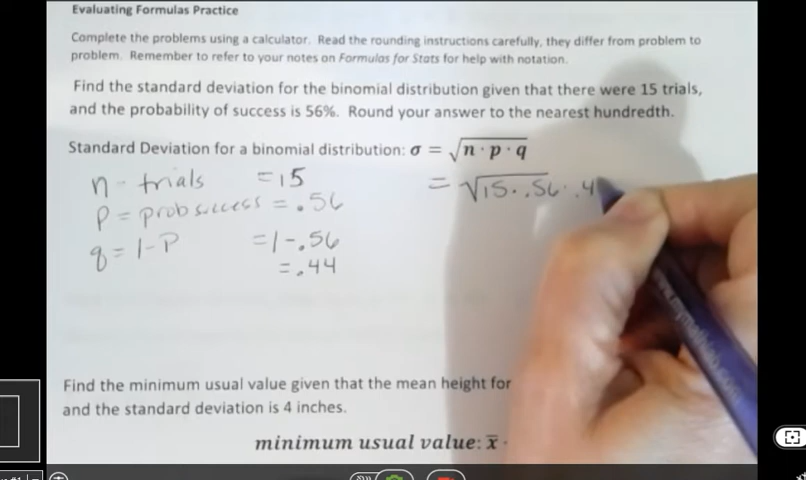 Evaluating Formulas Practice
Complete the problems using a calculator. Read the rounding instructions carefully, they differ from problem to
problem. Remember to refer to your notes on Formulas for Stats for help with notation.
Find the standard deviation for the binomial distribution given that there were 15 trials,
and the probability of success is 56%. Round your answer to the nearest hundredth.
Standard Deviation for a binomial distribution: σ = √n · p · q
n - trials = 15
= √15 · .56 · .4
P = prob success = .56
q = 1 - P = 1 - .56
= .44
Find the minimum usual value given that the mean height for
and the standard deviation is 4 inches.
minimum usual value: x̄ -